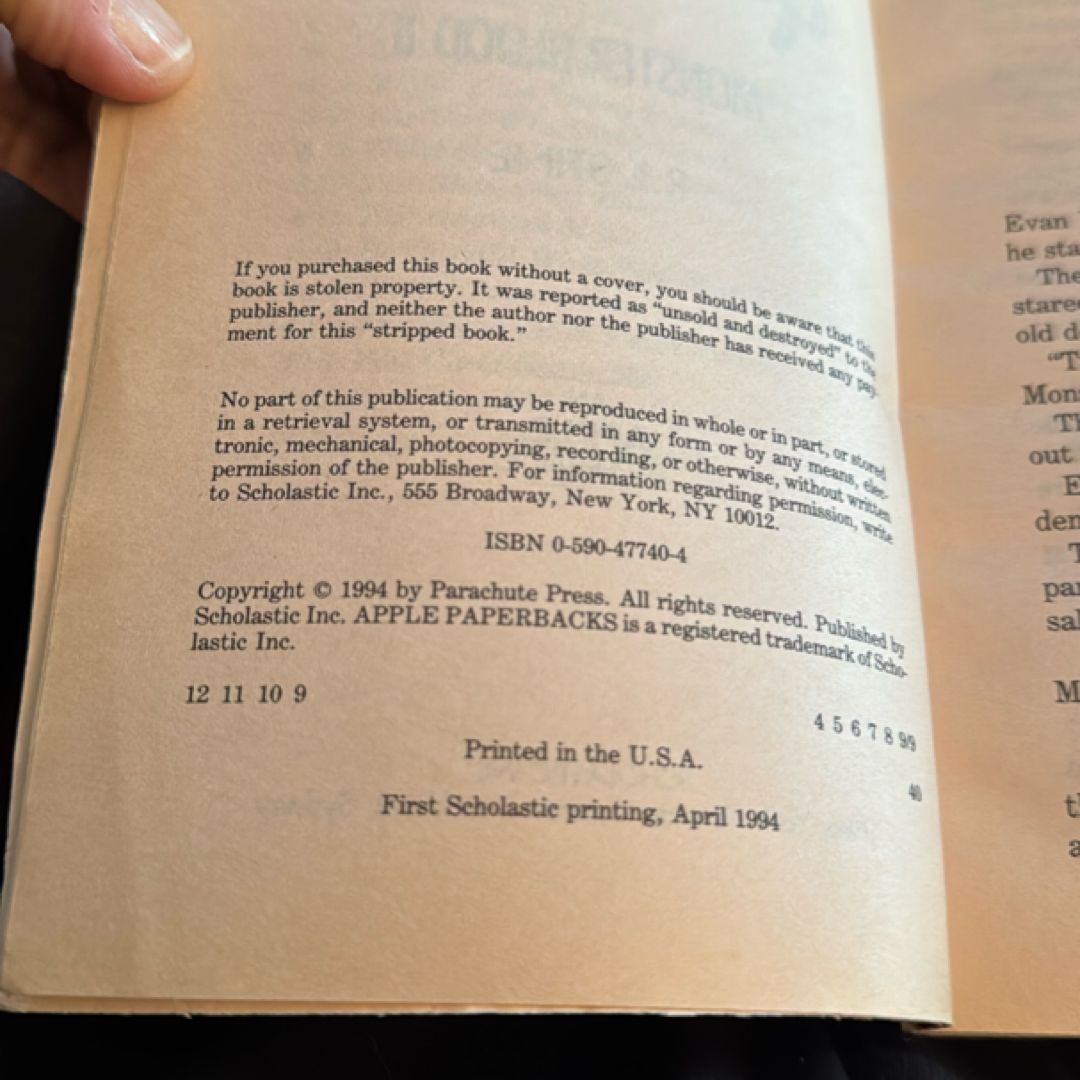 If you purchased this book without a cover, you should be aware that this
book is stolen property. It was reported as “unsold and destroyed” to the
publisher, and neither the author nor the publisher has received any pay-
ment for this “stripped book.”
No part of this publication may be reproduced in whole or in part, or stored
in a retrieval system, or transmitted in any form or by any means, elec-
tronic, mechanical, photocopying, recording, or otherwise, without written
permission of the publisher. For information regarding permission, write
to Scholastic Inc., 555 Broadway, New York, NY 10012.
ISBN 0-590-47740-4
Copyright © 1994 by Parachute Press. All rights reserved. Published by
Scholastic Inc. APPLE PAPERBACKS is a registered trademark of Scho-
lastic Inc.
12 11 10 9
4 5 6 7 8 99
Printed in the U.S.A.
40
First Scholastic printing, April 1994
Evan
he sta
The
stare
old d
“T
Mon
Th
out
E
den
T
par
sal
M
th
a